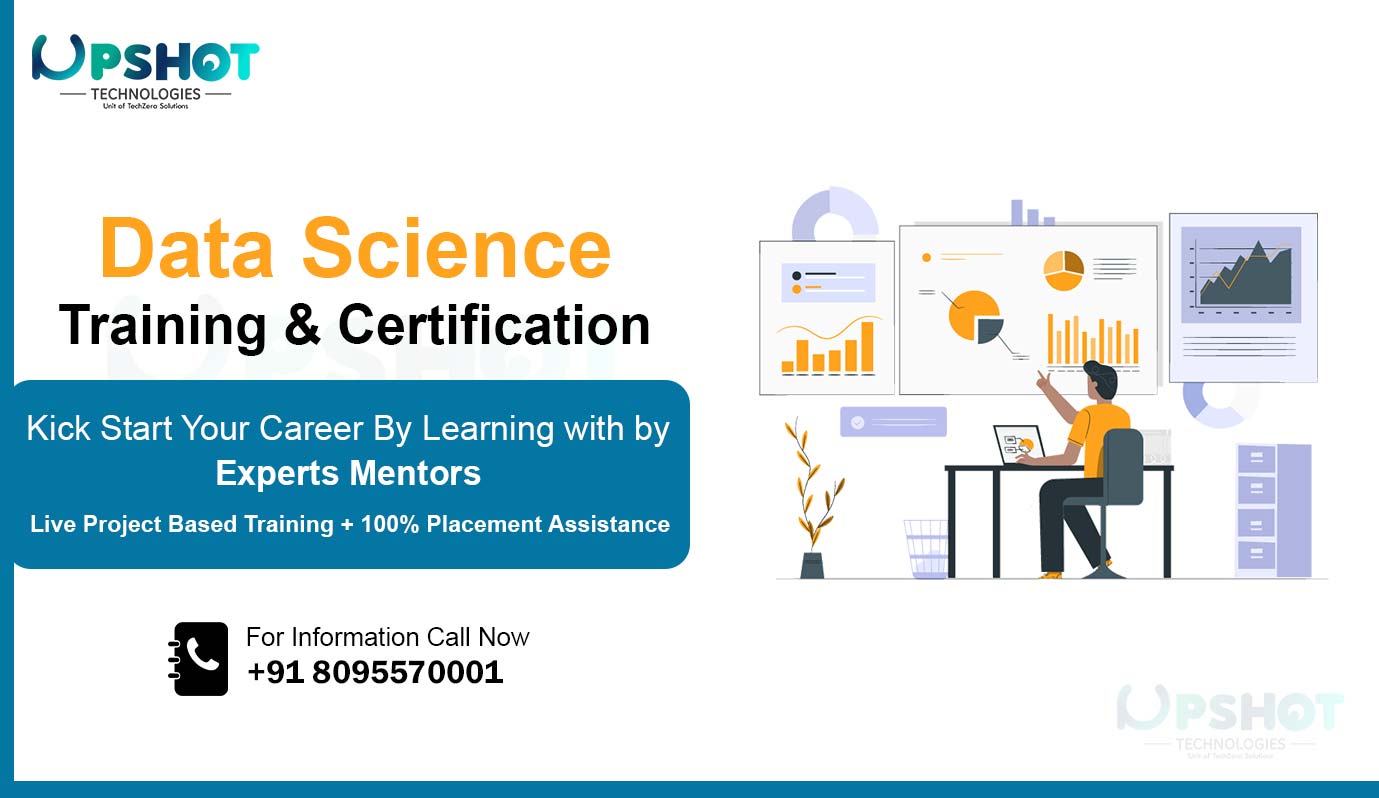 UPSHOT
TECHNOLOGIES
Unit of TechZera Solutions
Data Science
Training & Certification
Kick Start Your Career By Learning with by
Experts Mentors
Live Project Based Training + 100% Placement Assistance
For Information Call Now
+91 8095570001
UPSHOT
TECHNOLOGIES
Unit of TechZera Solutions